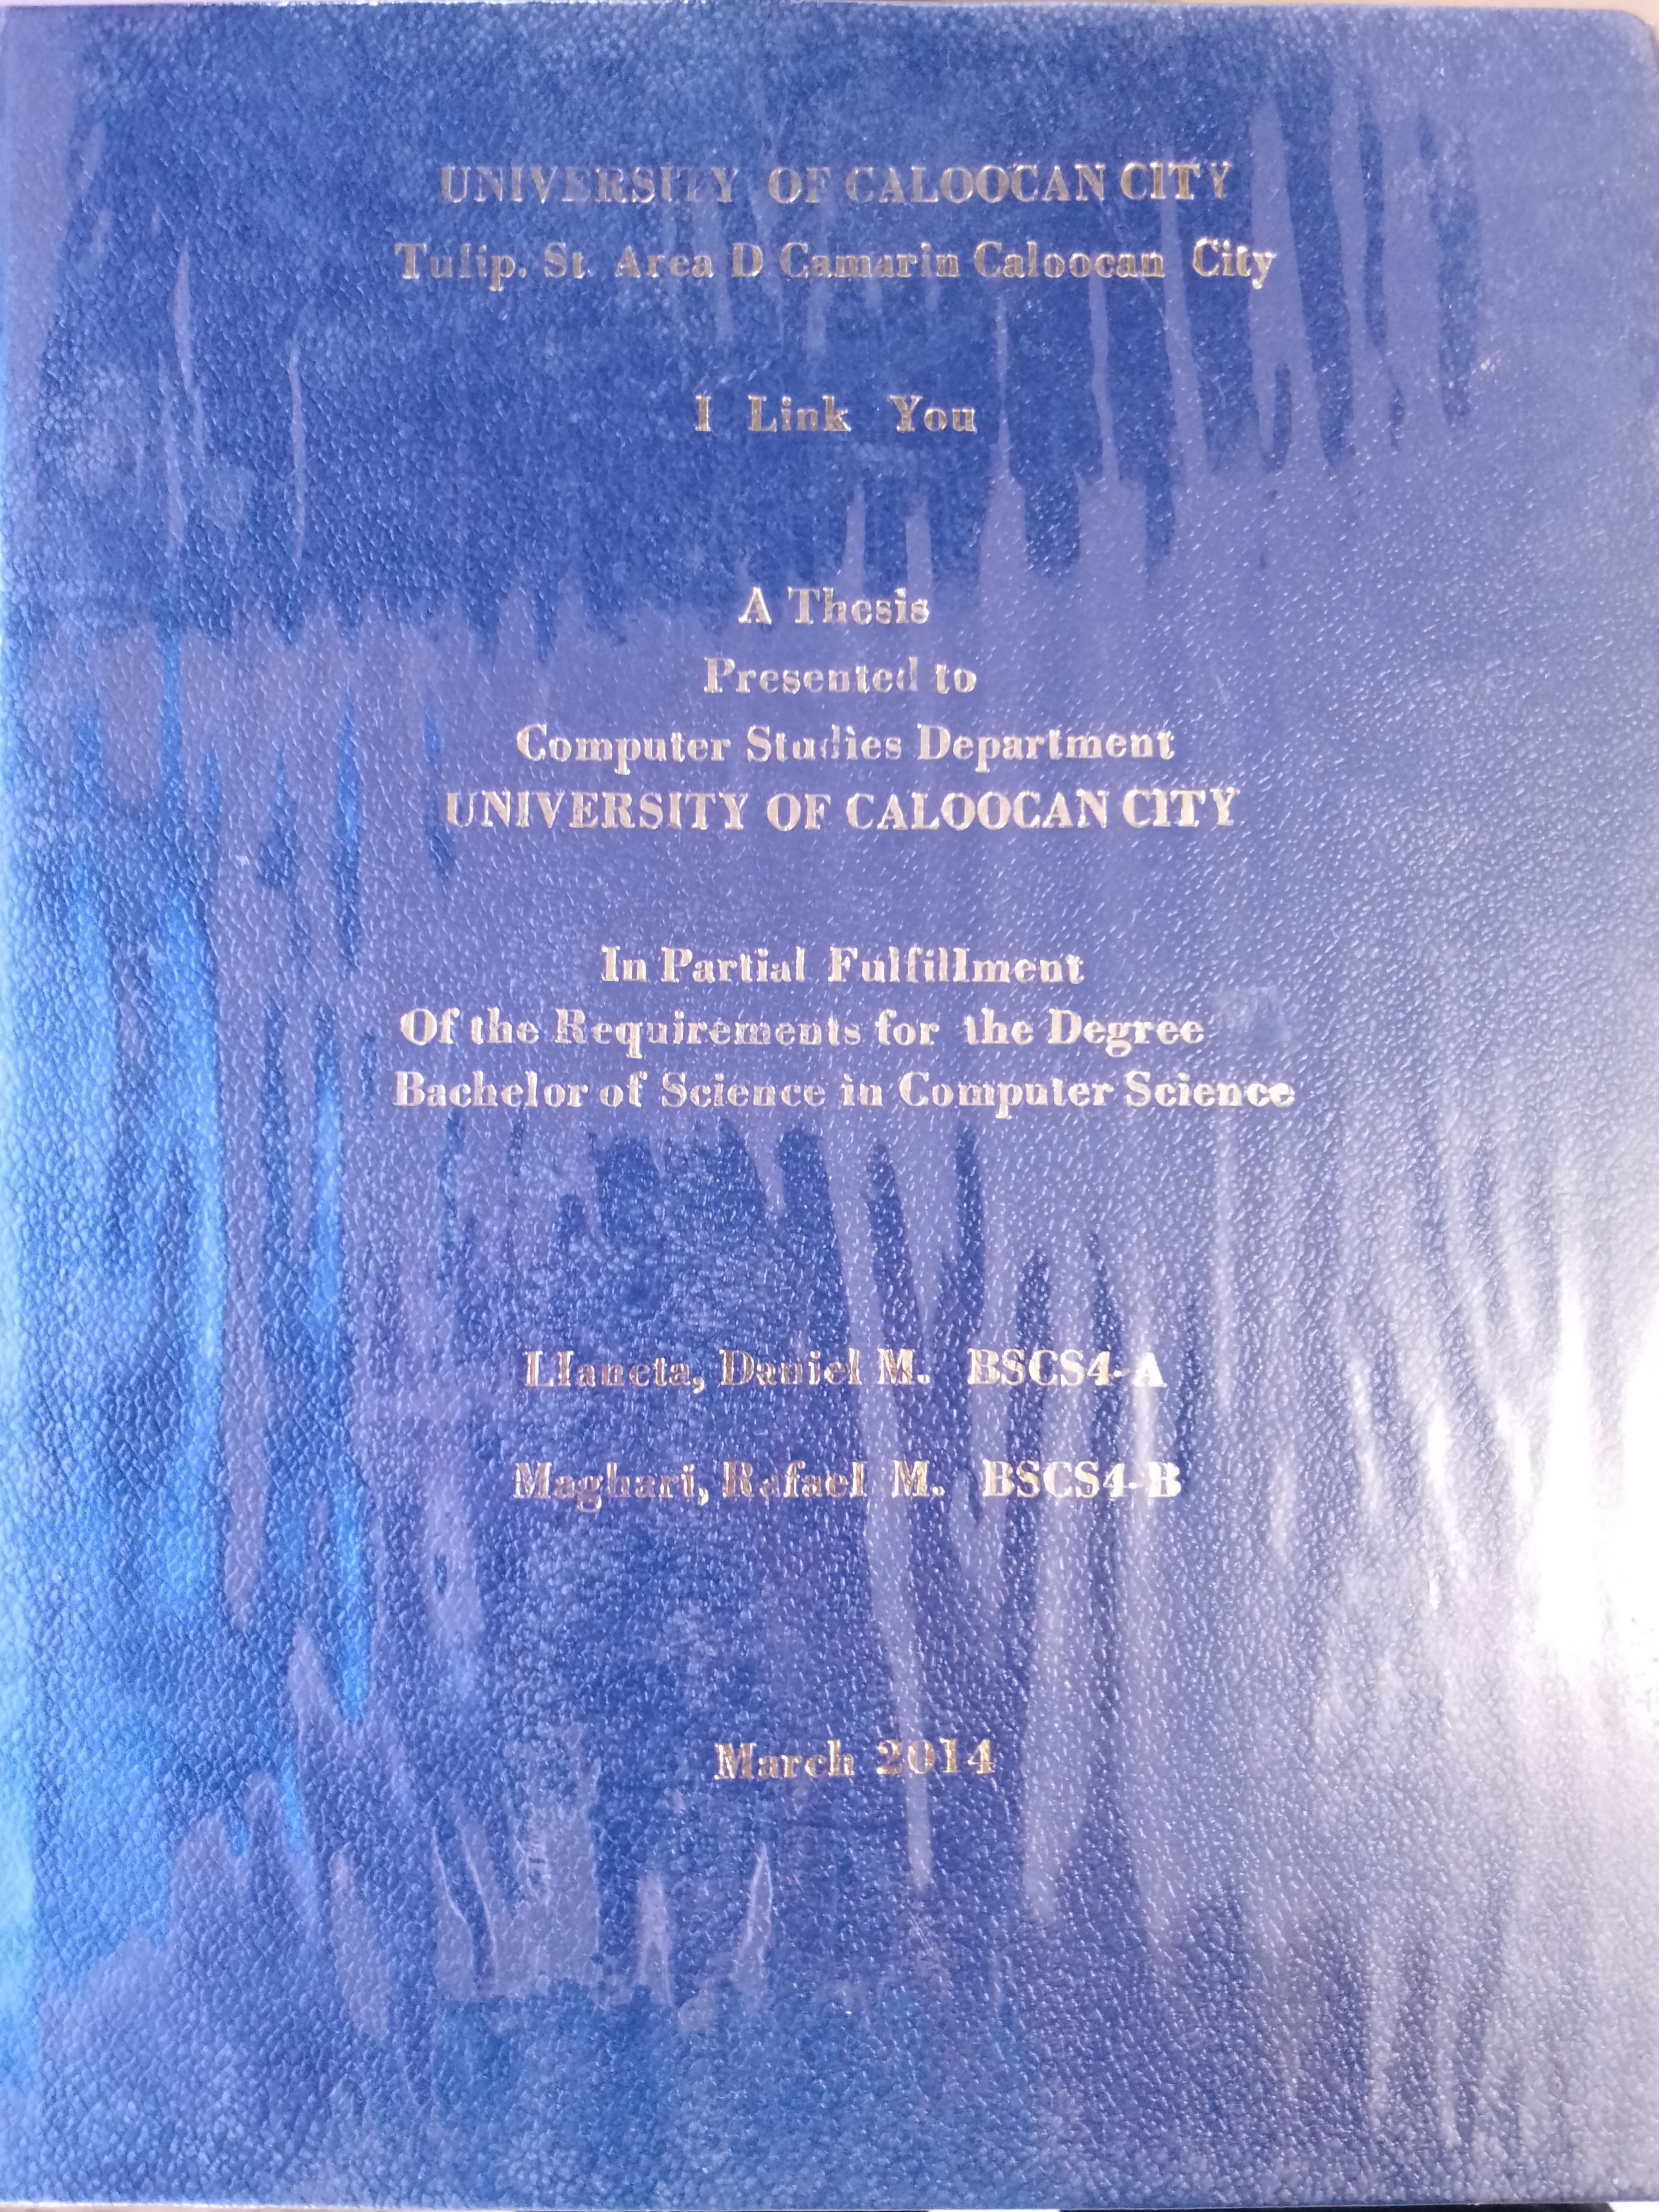 UNIVERSITY OF CALOOCAN CITY
Tulip. St. Area D Camarin Caloocan City
I Link You
A Thesis
Presented to
Computer Studies Department
UNIVERSITY OF CALOOCAN CITY
In Partial Fulfillment
Of the Requirements for the Degree
Bachelor of Science in Computer Science
Llaneta, Daniel M. BSCS4-A
Maghari, Rafael M. BSCS4-B
March 2014